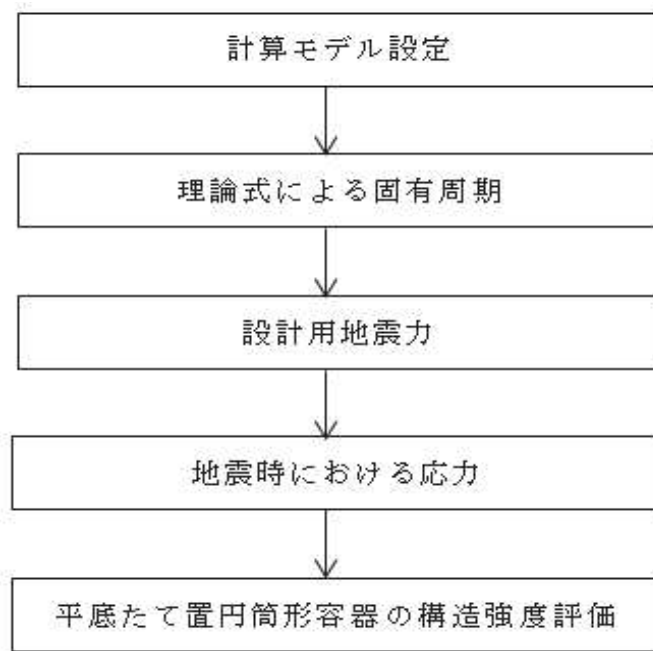 計算モデル設定
理論式による固有周期
設計用地震力
地震時における応力
平底たて置円筒形容器の構造強度評価